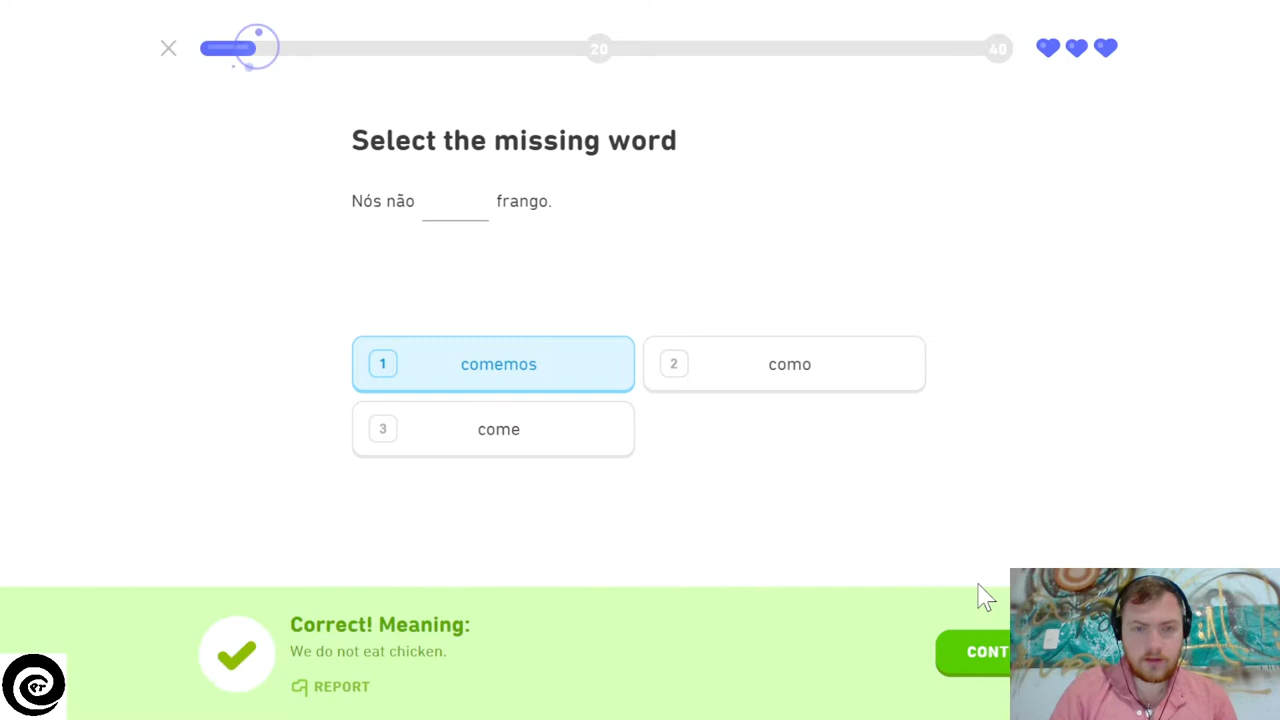 20
40
Select the missing word
Nós não ______ frango.
1 comemos
2 como
3 come
Correct! Meaning:
We do not eat chicken.
REPORT
CONT